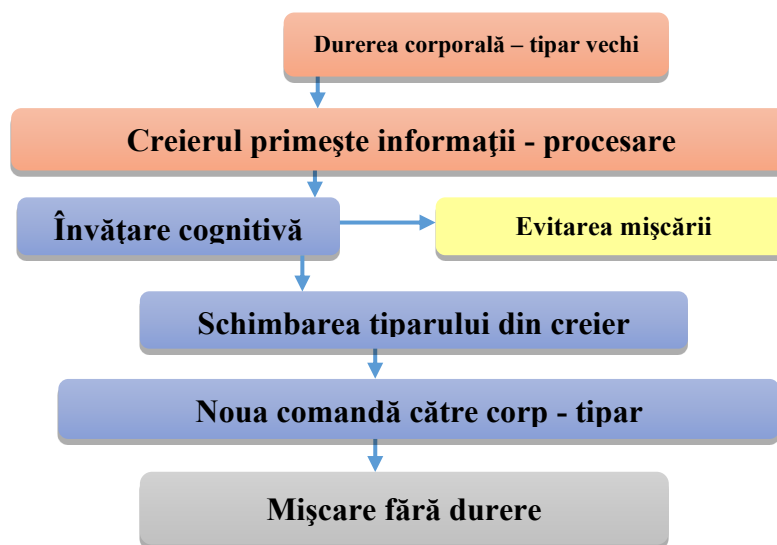 Durerea corporală – tipar vechi
Creierul primeşte informaţii - procesare
Învăţare cognitivă
Evitarea mişcării
Schimbarea tiparului din creier
Noua comandă către corp - tipar
Mişcare fără durere